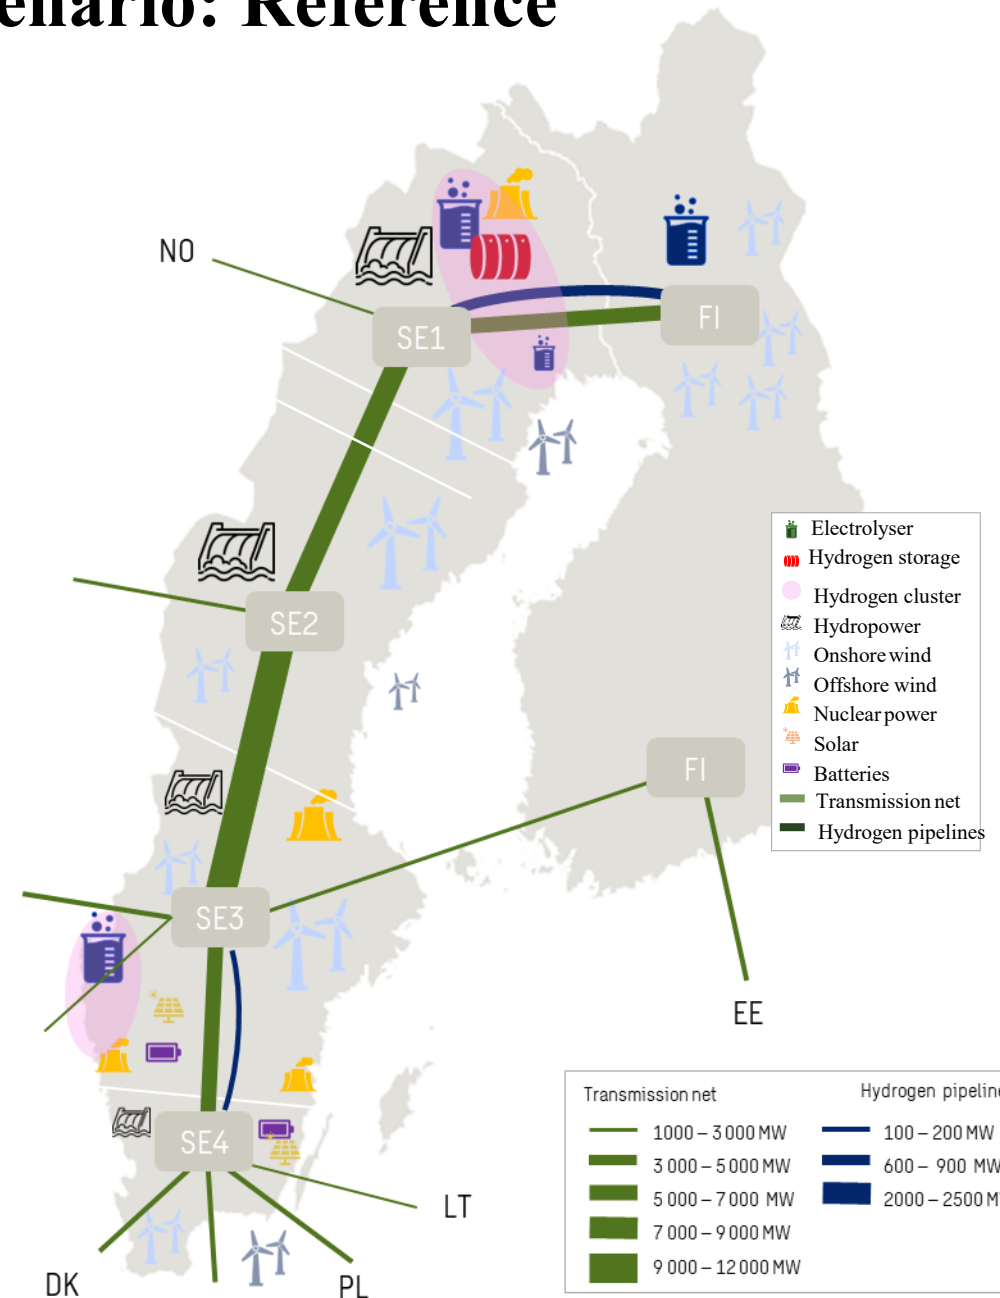 enario: Reference
NO
SE1
FI
SE2
FI
SE3
EE
SE4
LT
DK
PL
Electrolyser
Hydrogen storage
Hydrogen cluster
Hydropower
Onshore wind
Offshore wind
Nuclear power
Solar
Batteries
Transmission net
Hydrogen pipelines
Transmission net
1000 – 3 000 MW
3 000 – 5 000 MW
5 000 – 7 000 MW
7 000 – 9 000 MW
9 000 – 12 000 MW
Hydrogen pipeline
100 – 200 MW
600 – 900 MW
2000 – 2500 M